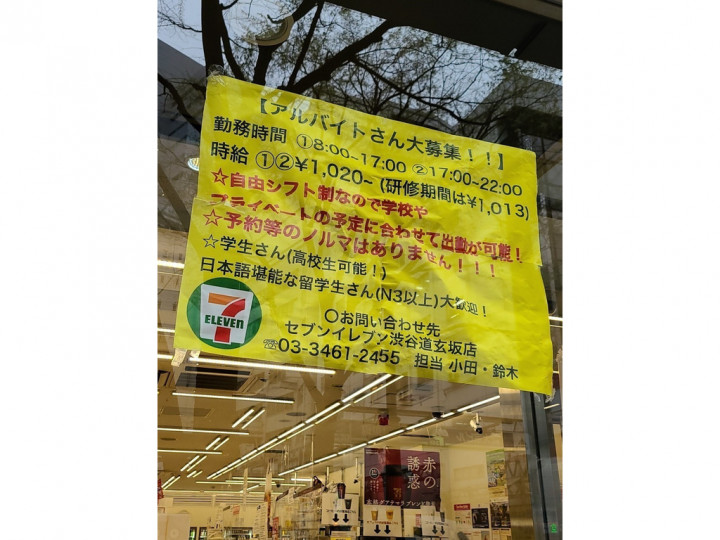 【アルバイトさん大募集！！】
勤務時間 ①8:00~17:00 ②17:00~22:00
時給 ①②¥1,020~ (研修期間は¥1,013)
☆自由シフト制なので学校や
プライベートの予定に合わせて出勤が可能！
☆予約等のノルマはありません！！！
☆学生さん(高校生可能！)
日本語堪能な留学生さん(N3以上)大歓迎！
〇お問い合わせ先
セブンイレブン渋谷道玄坂店
☏03-3461-2455 担当 小田・鈴木
7
ELEVEN
赤の
誘惑